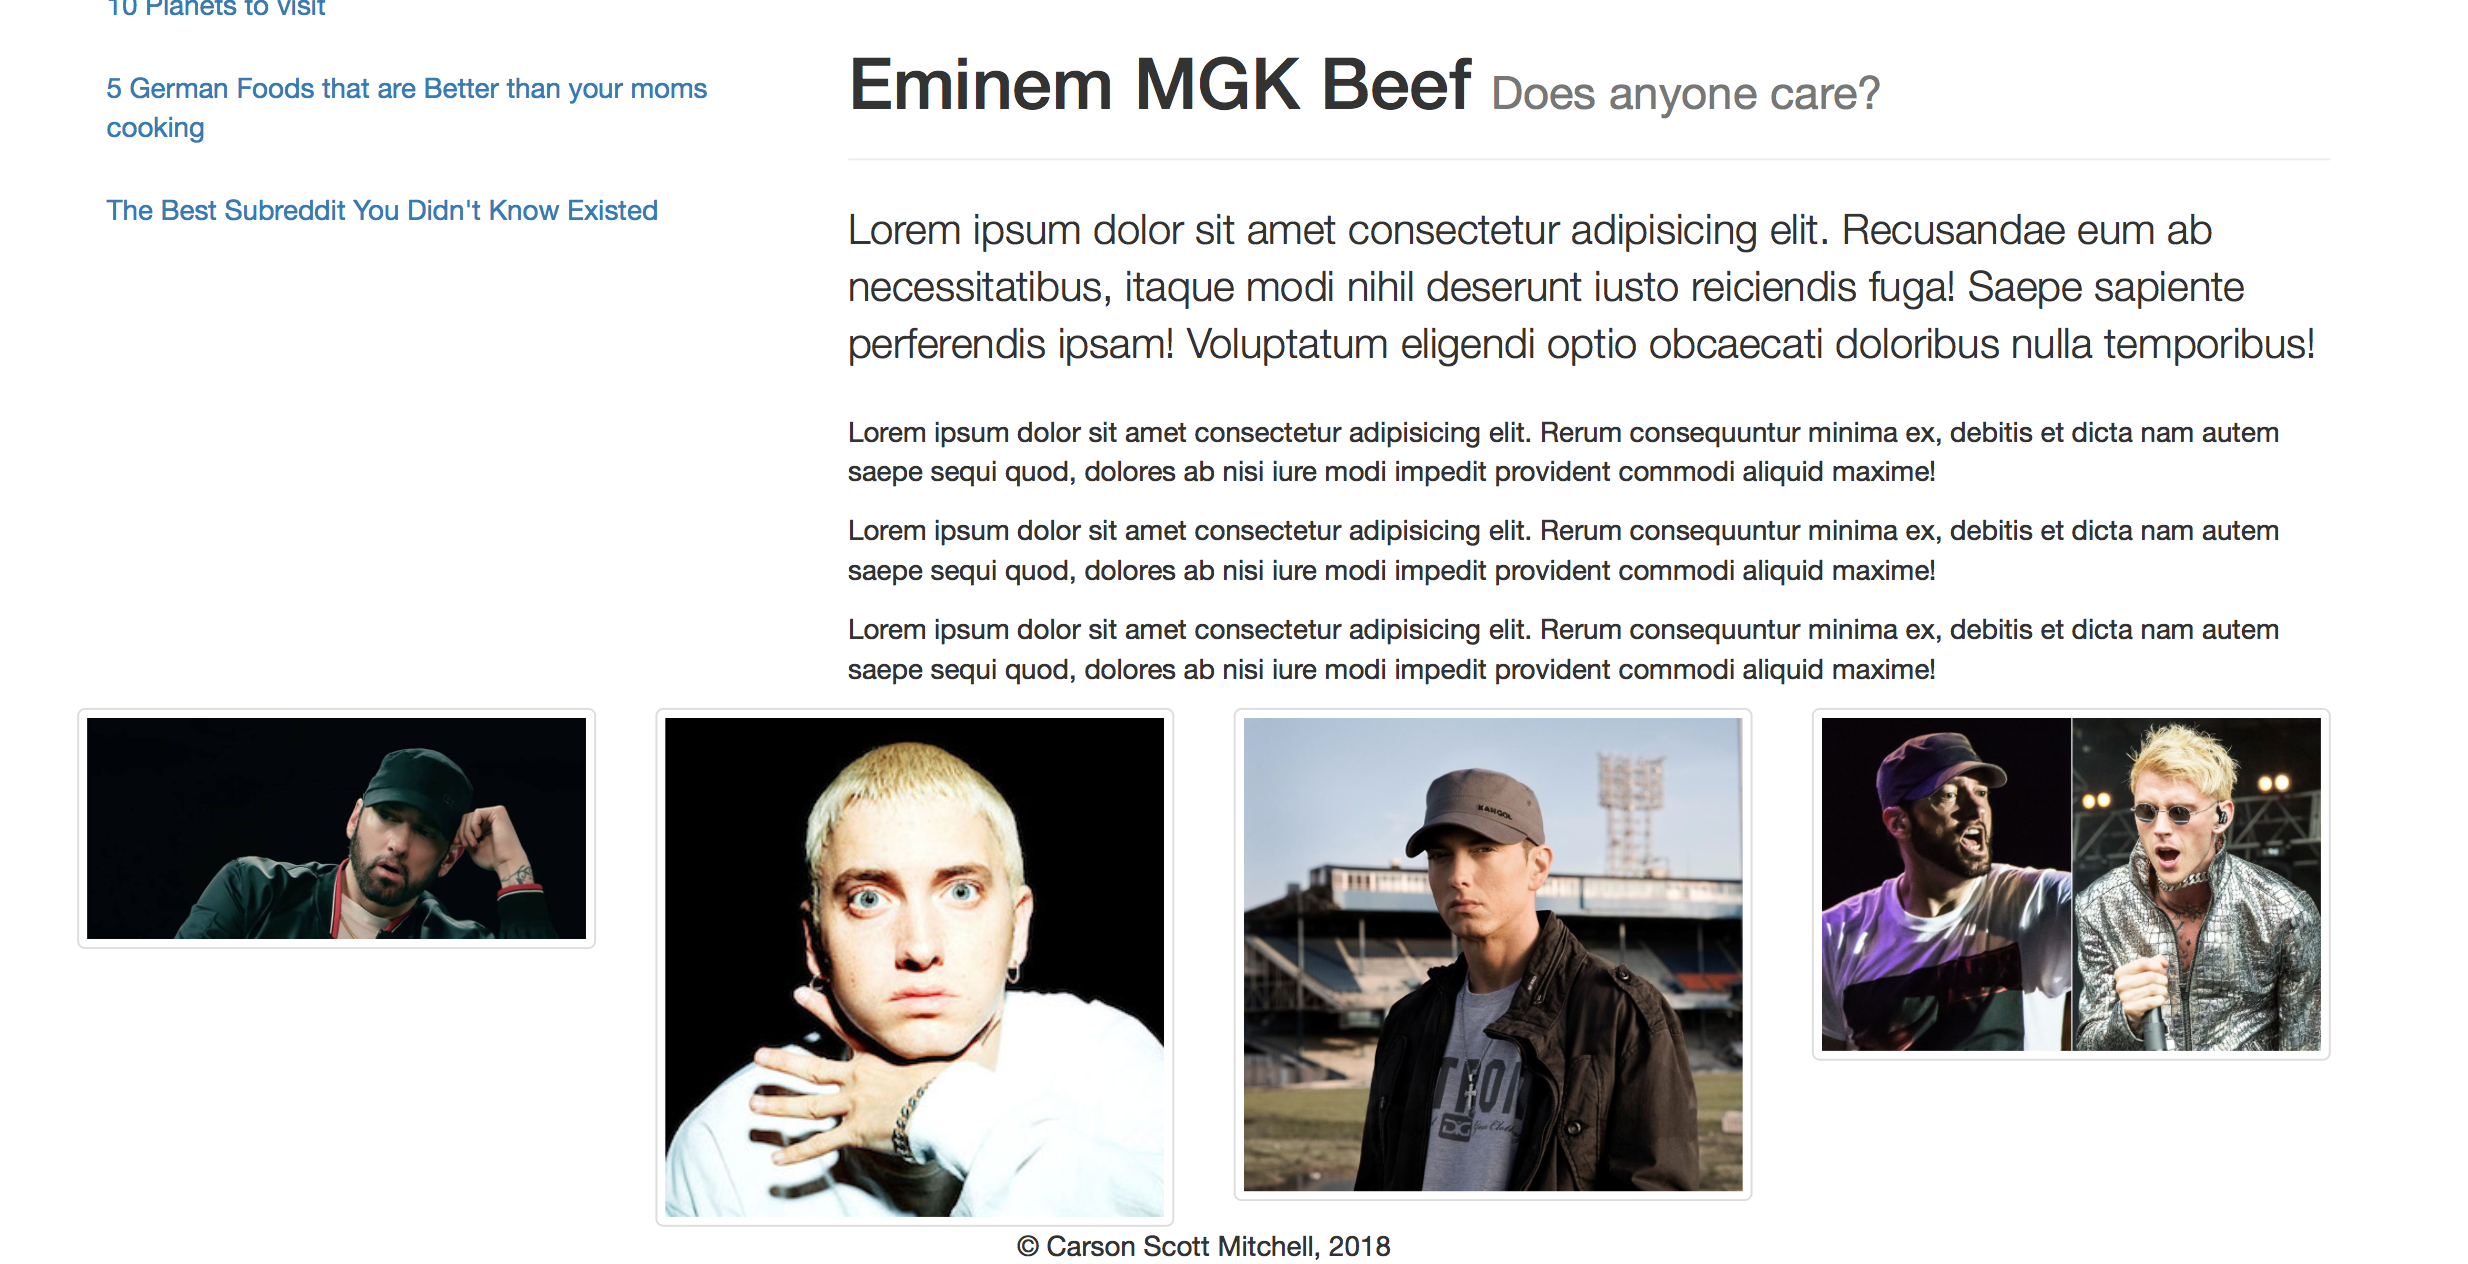 10 Planets to visit
5 German Foods that are Better than your moms
cooking
The Best Subreddit You Didn't Know Existed
Eminem MGK Beef Does anyone care?
Lorem ipsum dolor sit amet consectetur adipisicing elit. Recusandae eum ab
necessitatibus, itaque modi nihil deserunt iusto reiciendis fuga! Saepe sapiente
perferendis ipsam! Voluptatum eligendi optio obcaecati doloribus nulla temporibus!
Lorem ipsum dolor sit amet consectetur adipisicing elit. Rerum consequuntur minima ex, debitis et dicta nam autem
saepe sequi quod, dolores ab nisi iure modi impedit provident commodi aliquid maxime!
Lorem ipsum dolor sit amet consectetur adipisicing elit. Rerum consequuntur minima ex, debitis et dicta nam autem
saepe sequi quod, dolores ab nisi iure modi impedit provident commodi aliquid maxime!
Lorem ipsum dolor sit amet consectetur adipisicing elit. Rerum consequuntur minima ex, debitis et dicta nam autem
saepe sequi quod, dolores ab nisi iure modi impedit provident commodi aliquid maxime!
KANGOL
DG
© Carson Scott Mitchell, 2018